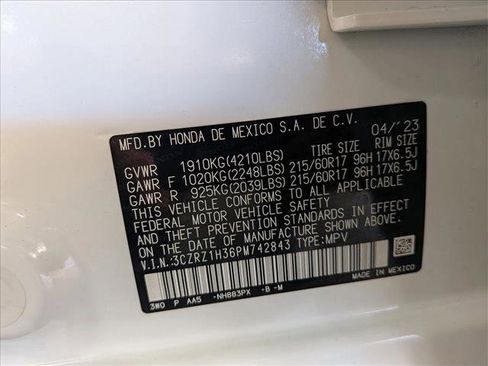 MFD.BY HONDA DE MEXICO S.A. DE C.V. 04/'23
GVWR 1910KG(4210LBS) TIRE SIZE RIM SIZE
GAWR F 1020KG(2248LBS) 215/60R17 96H 17X6.5J
GAWR R 925KG(2039LBS) 215/60R17 96H 17X6.5J
THIS VEHICLE CONFORMS TO ALL APPLICABLE
FEDERAL MOTOR VEHICLE SAFETY AND
THEFT PREVENTION STANDARDS IN EFFECT
ON THE DATE OF MANUFACTURE SHOWN ABOVE.
V.I.N.:3CZRZ1H36PM742843 TYPE:MPV
3W0 P AA5 NH883PX -B -M
MADE IN MEXICO